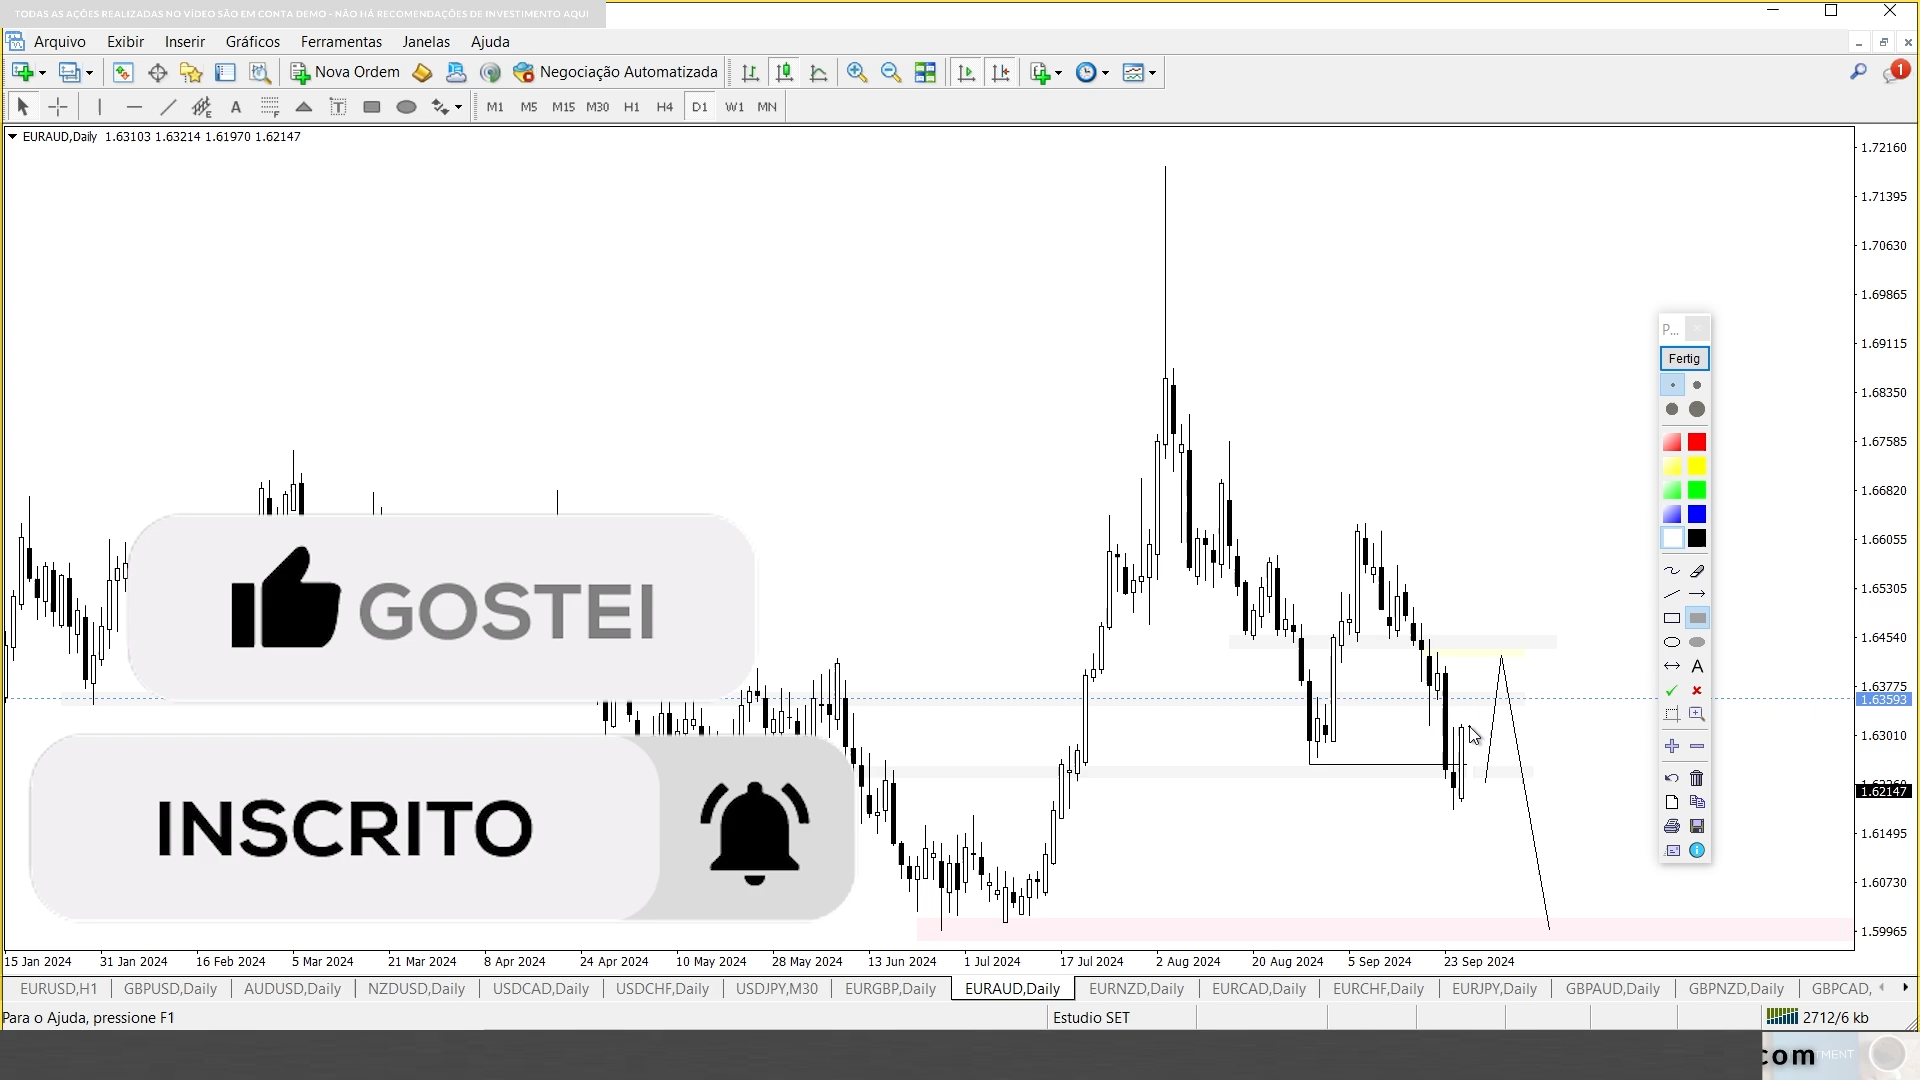 TODAS AS AÇÕES REALIZADAS NO VÍDEO SÃO EM CONTA DEMO - NÃO HÁ RECOMENDAÇÕES DE INVESTIMENTO AQUI
Arquivo Exibir Inserir Gráficos Ferramentas Janelas Ajuda
Nova Ordem Negociação Automatizada 1
A T E F M1 M5 M15 M30 H1 H4 D1 W1 MN
EURAUD,Daily 1.63103 1.63214 1.61970 1.62147
1.72160
1.71395
1.70630
1.69865
1.69115
1.68350
1.67585
1.66820
1.66055
1.65305
1.64540
1.63775
1.63593
1.63010
1.62147
1.61495
1.60730
1.59965
P...
Fertig
A
GOSTEI
INSCRITO
15 Jan 2024 31 Jan 2024 16 Feb 2024 5 Mar 2024 21 Mar 2024 8 Apr 2024 24 Apr 2024 10 May 2024 28 May 2024 13 Jun 2024 1 Jul 2024 17 Jul 2024 2 Aug 2024 20 Aug 2024 5 Sep 2024 23 Sep 2024
EURUSD,H1 GBPUSD,Daily AUDUSD,Daily NZDUSD,Daily USDCAD,Daily USDCHF,Daily USDJPY,M30 EURGBP,Daily EURAUD,Daily EURNZD,Daily EURCAD,Daily EURCHF,Daily EURJPY,Daily GBPAUD,Daily GBPNZD,Daily GBPCAD,
Para o Ajuda, pressione F1 Estudio SET 2712/6 kb
com MENT